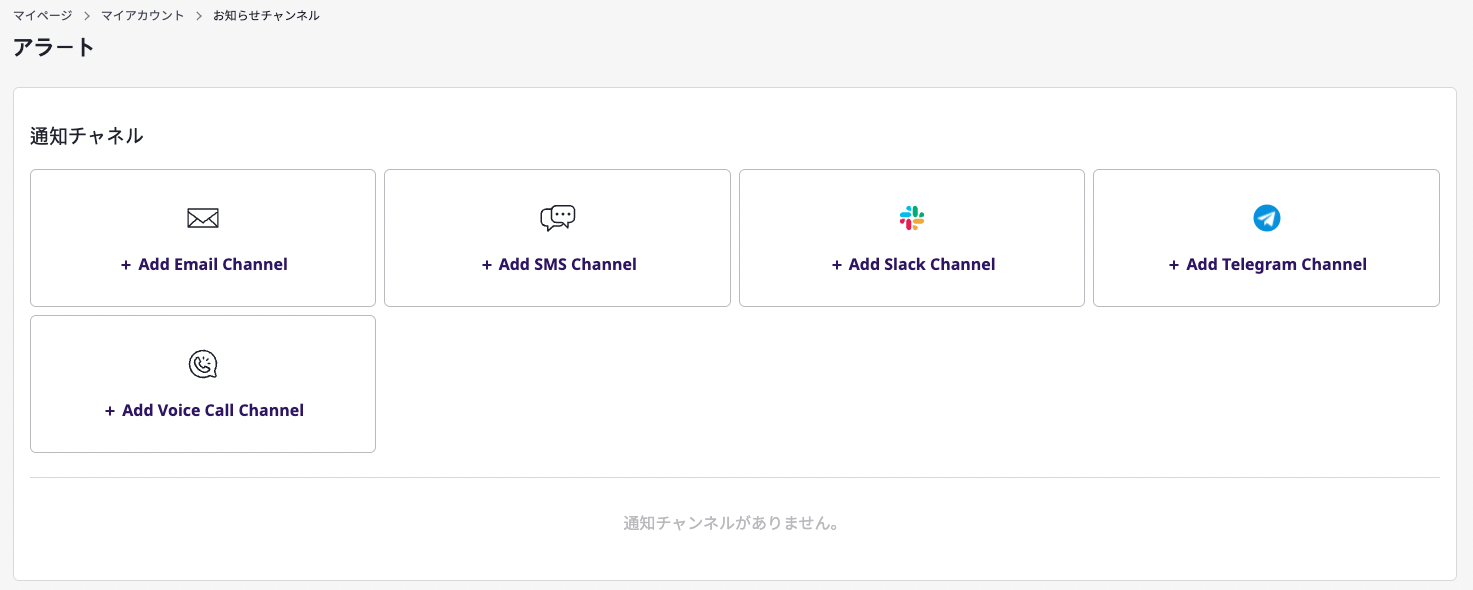 マイページ > マイアカウント > お知らせチャンネル
アラート
通知チャネル
+ Add Email Channel
+ Add SMS Channel
+ Add Slack Channel
+ Add Telegram Channel
+ Add Voice Call Channel
通知チャンネルがありません。